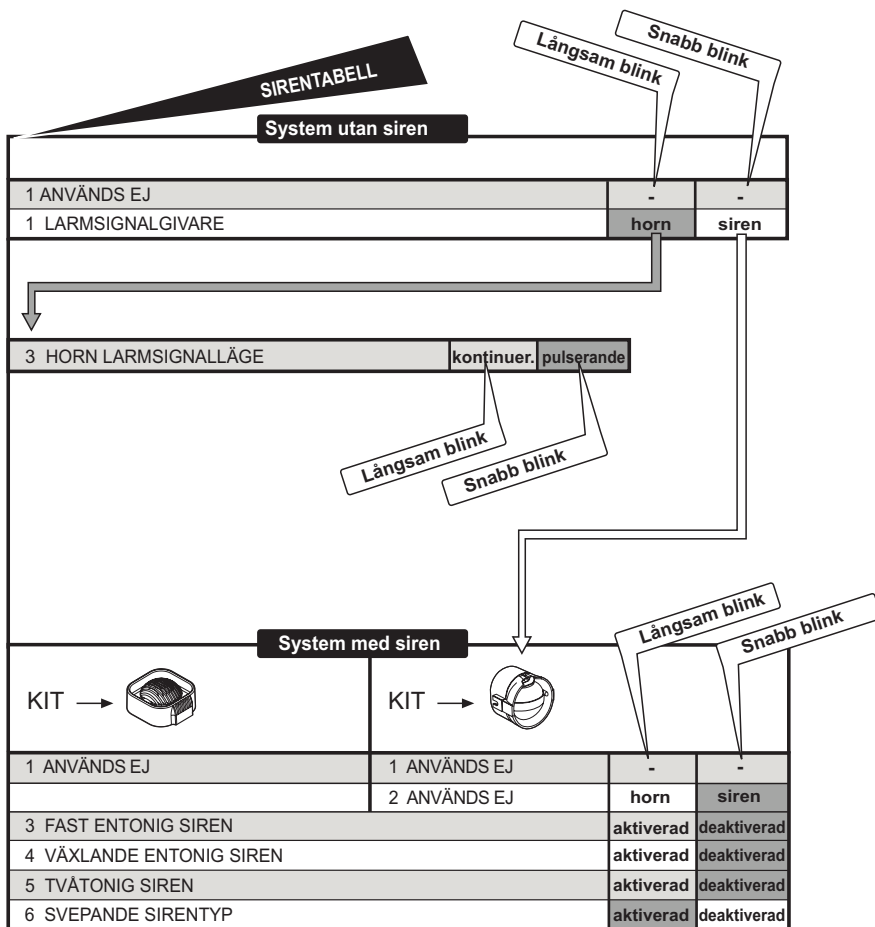 Långsam blink
Snabb blink
SIRENTABELL
System utan siren
1 ANVÄNDS EJ - -
1 LARMSIGNALGIVARE horn siren
3 HORN LARMSIGNALLÄGE kontinuer. pulserande
Långsam blink
Snabb blink
Långsam blink
Snabb blink
System med siren
KIT KIT
1 ANVÄNDS EJ 1 ANVÄNDS EJ - -
2 ANVÄNDS EJ horn siren
3 FAST ENTONIG SIREN aktiverad deaktiverad
4 VÄXLANDE ENTONIG SIREN aktiverad deaktiverad
5 TVÅTONIG SIREN aktiverad deaktiverad
6 SVEPANDE SIRENTYP aktiverad deaktiverad